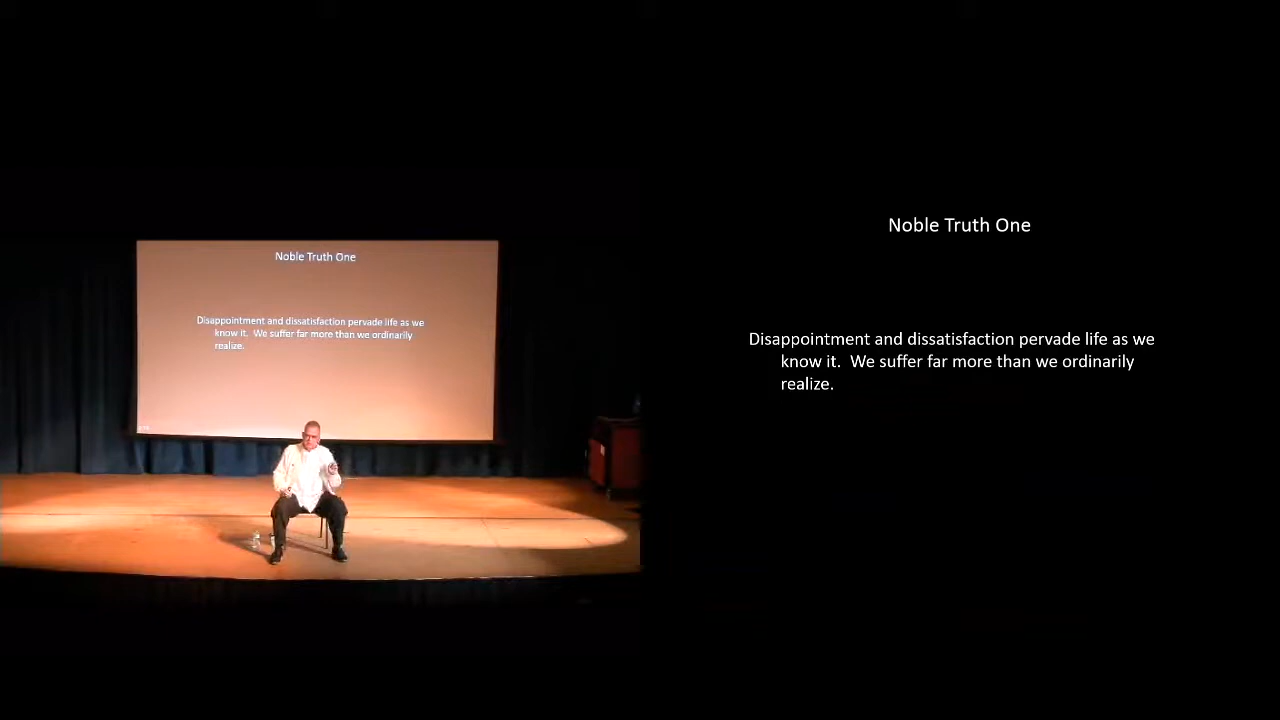 Noble Truth One
Disappointment and dissatisfaction pervade life as we
know it.  We suffer far more than we ordinarily
realize.
Noble Truth One
Disappointment and dissatisfaction pervade life as we
know it.  We suffer far more than we ordinarily
realize.